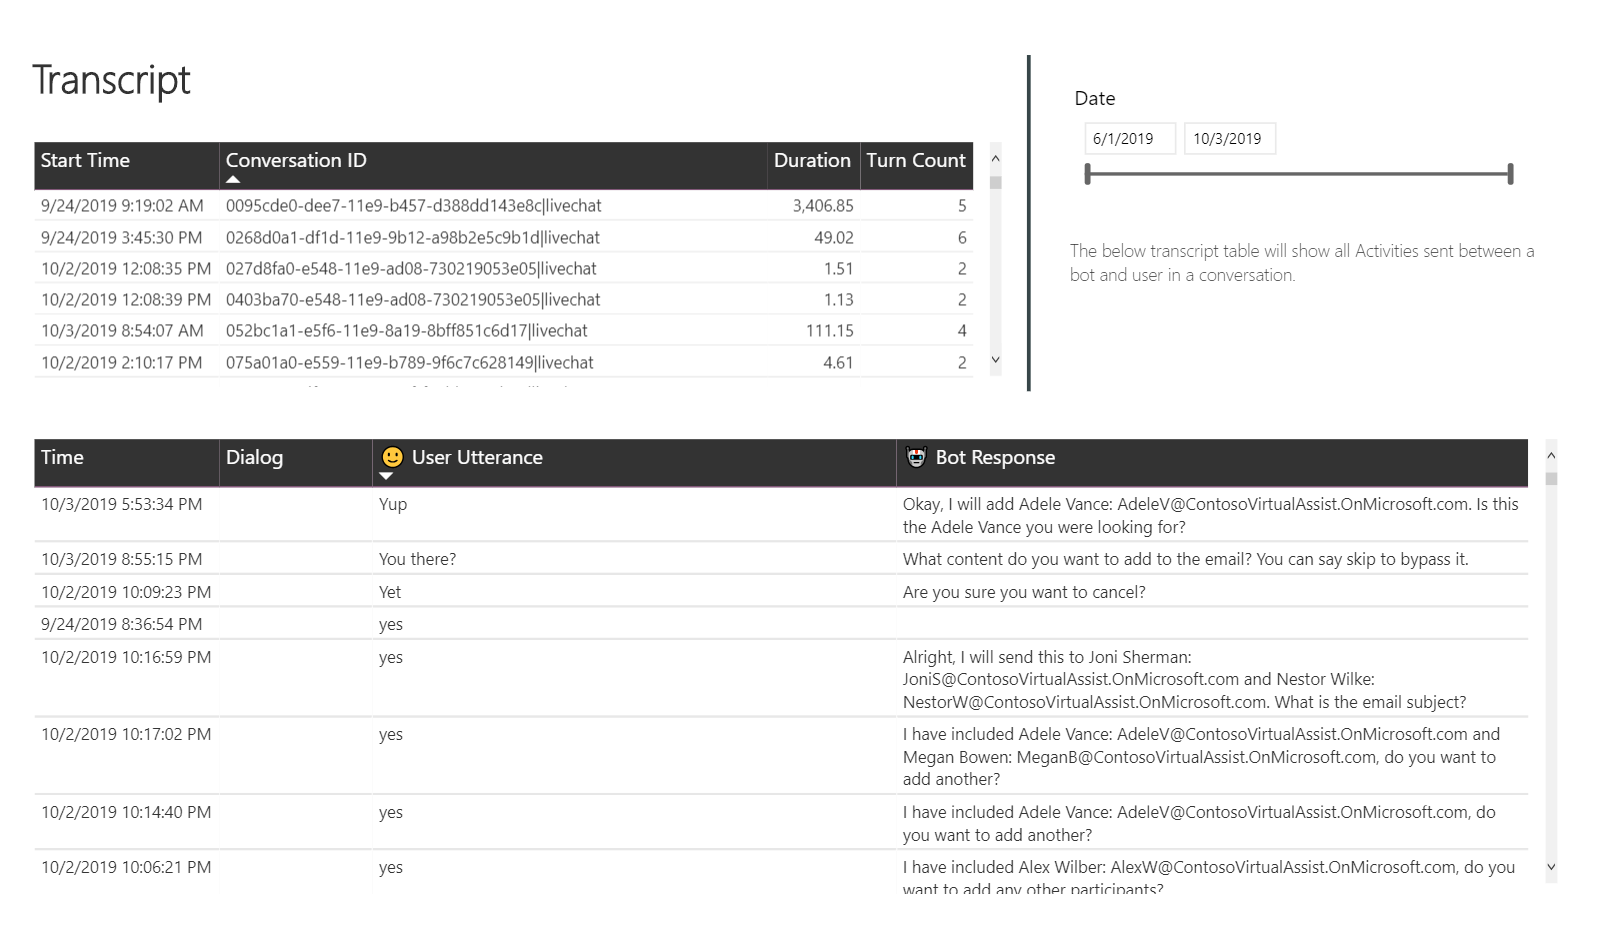 Transcript
Date
6/1/2019 10/3/2019
The below transcript table will show all Activities sent between a
bot and user in a conversation.
Start Time Conversation ID Duration Turn Count
9/24/2019 9:19:02 AM 0095cde0-dee7-11e9-b457-d388dd143e8c|livechat 3,406.85 5
9/24/2019 3:45:30 PM 0268d0a1-df1d-11e9-9b12-a98b2e5c9b1d|livechat 49.02 6
10/2/2019 12:08:35 PM 027d8fa0-e548-11e9-ad08-730219053e05|livechat 1.51 2
10/2/2019 12:08:39 PM 0403ba70-e548-11e9-ad08-730219053e05|livechat 1.13 2
10/3/2019 8:54:07 AM 052bc1a1-e5f6-11e9-8a19-8bff851c6d17|livechat 111.15 4
10/2/2019 2:10:17 PM 075a01a0-e559-11e9-b789-9f6c7c628149|livechat 4.61 2
Time Dialog User Utterance Bot Response
10/3/2019 5:53:34 PM Yup Okay, I will add Adele Vance: AdeleV@ContosoVirtualAssist.OnMicrosoft.com. Is this
the Adele Vance you were looking for?
10/3/2019 8:55:15 PM You there? What content do you want to add to the email? You can say skip to bypass it.
10/2/2019 10:09:23 PM Yet Are you sure you want to cancel?
9/24/2019 8:36:54 PM yes
10/2/2019 10:16:59 PM yes Alright, I will send this to Joni Sherman:
JoniS@ContosoVirtualAssist.OnMicrosoft.com and Nestor Wilke:
NestorW@ContosoVirtualAssist.OnMicrosoft.com. What is the email subject?
10/2/2019 10:17:02 PM yes I have included Adele Vance: AdeleV@ContosoVirtualAssist.OnMicrosoft.com and
Megan Bowen: MeganB@ContosoVirtualAssist.OnMicrosoft.com, do you want to
add another?
10/2/2019 10:14:40 PM yes I have included Adele Vance: AdeleV@ContosoVirtualAssist.OnMicrosoft.com, do
you want to add another?
10/2/2019 10:06:21 PM yes I have included Alex Wilber: AlexW@ContosoVirtualAssist.OnMicrosoft.com, do you
want to add any other participants?